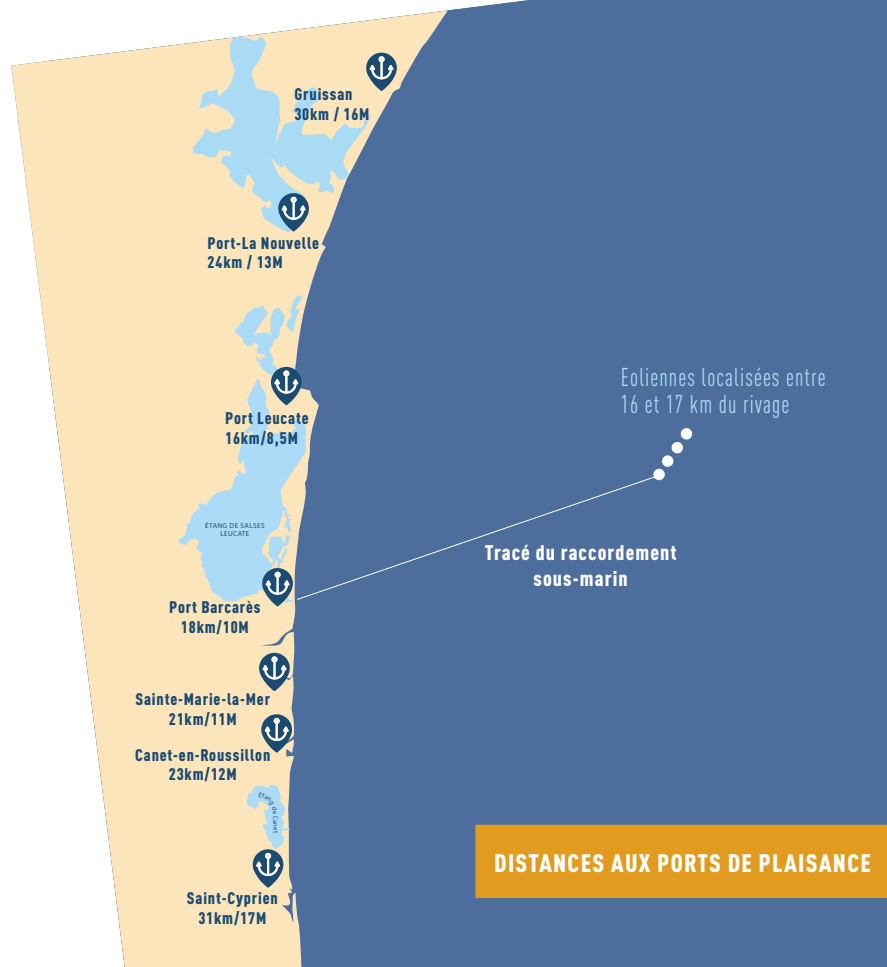 Gruissan
30km / 16M
Port-La Nouvelle
24km / 13M
Eoliennes localisées entre
16 et 17 km du rivage
Port Leucate
16km/8,5M
ÉTANG DE SALSES
LEUCATE
Tracé du raccordement
sous-marin
Port Barcarès
18km/10M
Sainte-Marie-la-Mer
21km/11M
Canet-en-Roussillon
23km/12M
Etang de Canet
DISTANCES AUX PORTS DE PLAISANCE
Saint-Cyprien
31km/17M